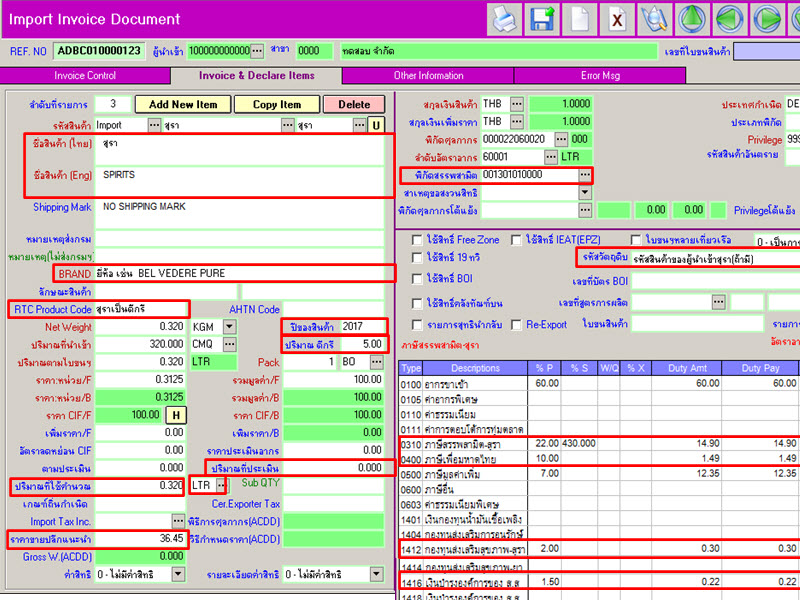 Import Invoice Document
REF. NO ADBC010000123 ผู้นำเข้า 100000000000 ... สาขา 0000 ทดสอบ จำกัด เลขที่ใบขนสินค้า
Invoice Control Invoice & Declare Items Other Information Error Msg
ลำดับที่รายการ 3 Add New Item Copy Item Delete
รหัสสินค้า Import ... สุรา ... สุรา ... U
ชื่อสินค้า (ไทย) สุรา
ชื่อสินค้า (Eng) SPIRITS
Shipping Mark NO SHIPPING MARK
หมายเหตุส่งกรม
หมายเหตุ(ไม่ส่งกรมฯ
BRAND ยี่ห้อ เช่น BEL VEDERE PURE
ลักษณะสินค้า
RTC Product Code สุราเป็นดีกรี AHTN Code
Net Weight 0.320 KGM ปีของสินค้า 2017
ปริมาณที่นำเข้า 320.000 CMQ ... ปริมาณ ดีกรี 5.00
ปริมาณตามใบขนฯ 0.320 LTR Pack 1 BO ...
ราคา:หน่วย/F 0.3125 รวมมูลค่า/F 100.00
ราคา:หน่วย/B 0.3125 รวมมูลค่า/B 100.00
ราคา CIF/F 100.00 H ราคา CIF/B 100.00
เพิ่มราคา/F 0.00 เพิ่มราคา/B 0.00
อัตราลดหย่อน CIF 0.00 ราคาประเมินอากร 0.00
ตามประเมิน 0.000 ปริมาณที่ประเมิน 0.000
ปริมาณที่ใช้คำนวณ 0.320 LTR ... Sub QTY
เกณฑ์ถิ่นกำเนิด Cer.Exporter Tax
Import Tax Inc. ... พิธีการศุลกากร(ACDD)
ราคาขายปลีกแนะนำ 36.45 วิธีกำหนดราคา(ACDD)
Gross W.(ACDD) 0.000
ค่าสิทธิ 0 - ไม่มีค่าสิทธิ รายละเอียดค่าสิทธิ 0 - ไม่มีค่าสิทธิ
สกุลเงินสินค้า THB ... 1.0000 ประเทศกำเนิด DE
สกุลเงินเพิ่มราคา THB ... 1.0000 ประเภทพิกัด
พิกัดศุลกากร 000022060020 ... 000 Privilege 999
ลำดับอัตราอากร 60001 ... LTR รหัสสินค้าอันตราย
พิกัดสรรพสามิต 001301010000 ...
สาเหตุขอสงวนสิทธิ
พิกัดศุลกากรโต้แย้ง ... 0.00 0.00 Privilegeโต้แย้ง
ใช้สิทธิ Free Zone ใช้สิทธิ IEAT(EPZ) ใบขนฯหลายเที่ยวเรือ 0 - เป็นกา
ใช้สิทธิ 19 ทวิ รหัสวัตถุดิบ รหัสสินค้าของผู้นำเข้าสุรา(ถ้ามี)
ใช้สิทธิ BOI เลขที่บัตร BOI
ใช้สิทธิคลังทัณฑ์บน เลขที่สูตรการผลิต ...
รายการสุทธินำกลับ Re-Export ใบขนสินค้า รายกา
ภาษีสรรพสามิต-สุรา อัตราอา
Type Descriptions % P % S W/Q % X Duty Amt Duty Pay
0100 อากรขาเข้า 60.00 60.00 60.00
0105 ค่าอากรพิเศษ
0110 ค่าธรรมเนียม
0111 ค่าการตอบโต้การทุ่มตลาด
0310 ภาษีสรรพสามิต-สุรา 22.00 430.000 14.90 14.90
0400 ภาษีเพื่อมหาดไทย 10.00 1.49 1.49
0500 ภาษีมูลค่าเพิ่ม 7.00 12.35 12.35
0600 ภาษีอื่น
0603 ค่าธรรมเนียมพิเศษ
1401 เงินกองทุนน้ำมันเชื้อเพลิง
1404 กองทุนส่งเสริมการอนุรักษ์
1412 กองทุนส่งเสริมสุขภาพ-สุรา 2.00 0.30 0.30
1414 กองทุนส่งเสริมสุขภาพ-ยา
1416 เงินบำรุงองค์การของ ส.ส 1.50 0.22 0.22
1418 เงินบำรุงองค์การของ ส.ส